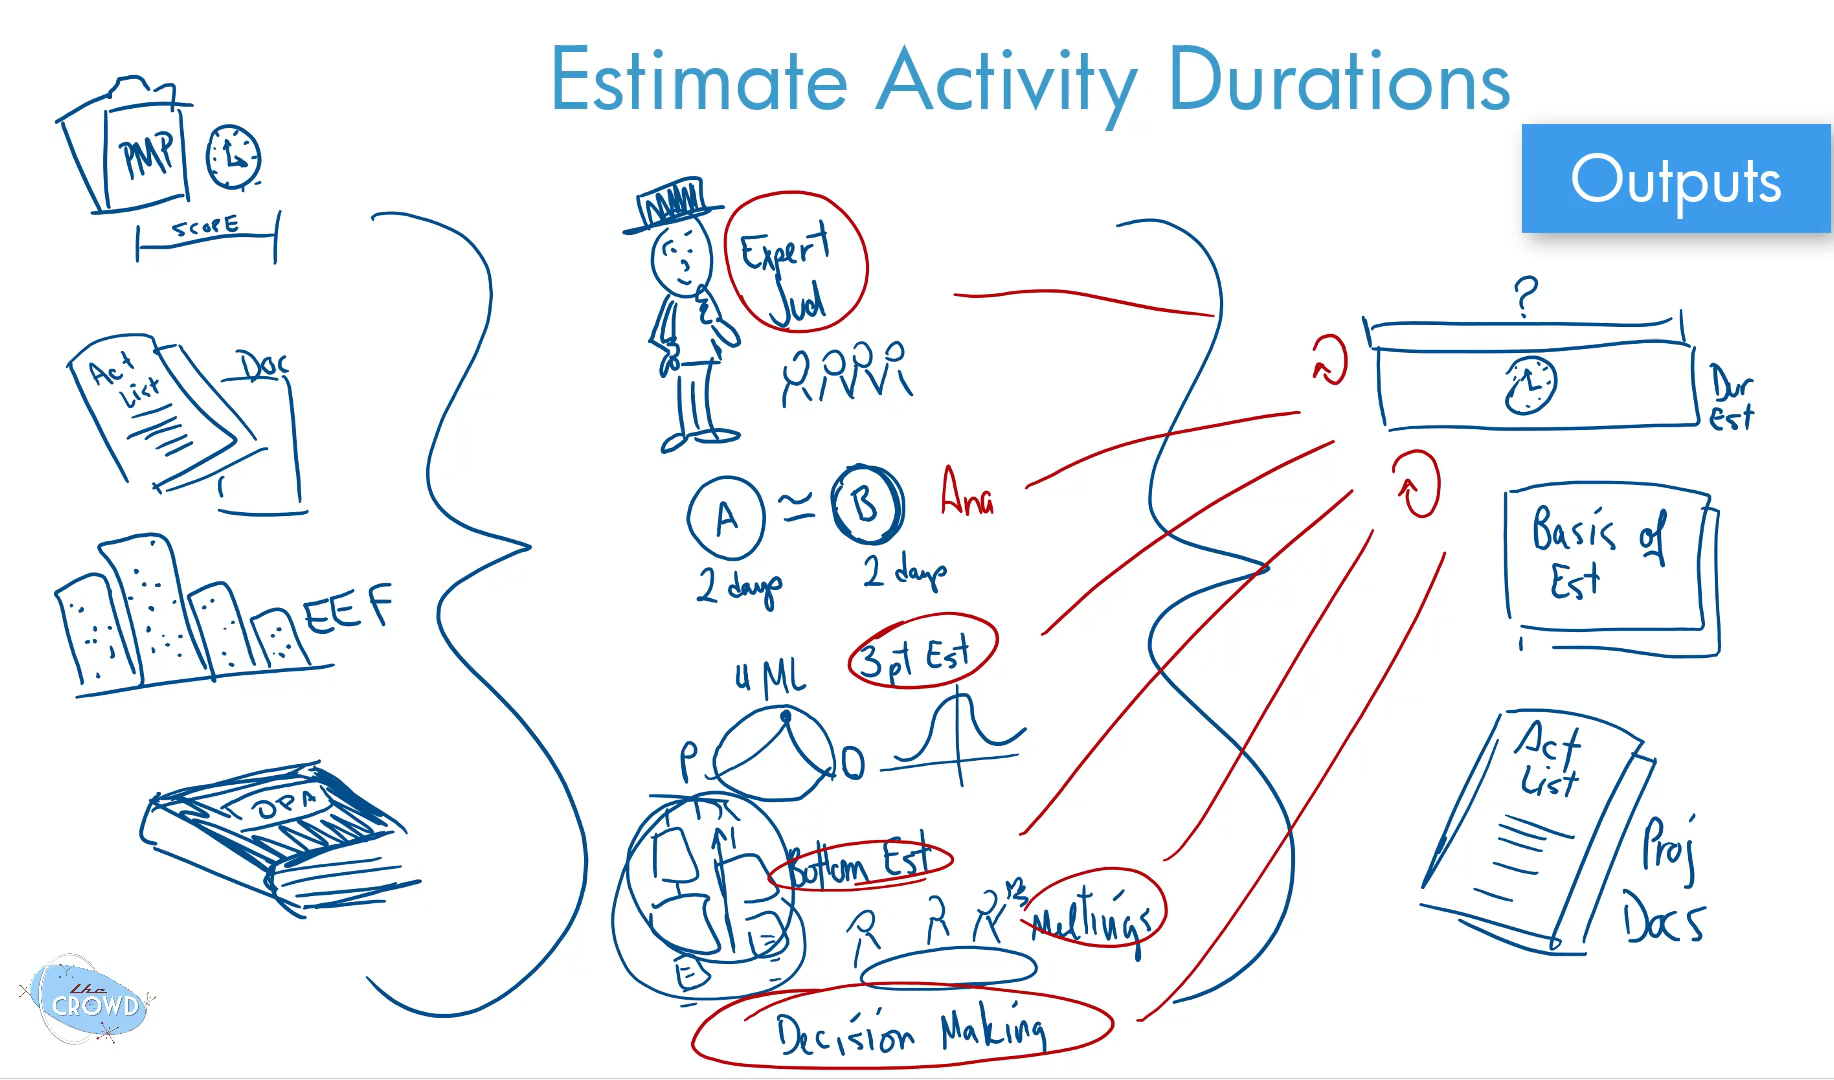 Estimate Activity Durations
Outputs
PMP
SCOPE
Act
List
Doc
EEF
OPA
Expert
Jud
A ≃ B
2 days
2 days
Ana
3pt Est
4 ML
P
O
Bottom Est
Meetings
Decision Making
?
Dur
Est
Basis of
Est
Act
List
Proj
Docs
the
CROWD